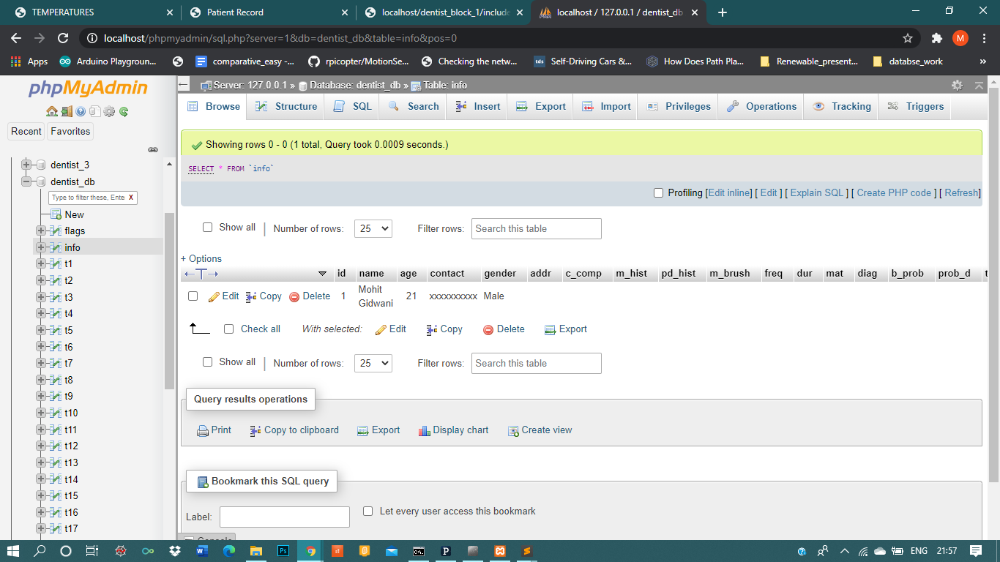 TEMPERATURES
Patient Record
localhost/dentist_block_1/include
localhost / 127.0.0.1 / dentist_db
localhost/phpmyadmin/sql.php?server=1&db=dentist_db&table=info&pos=0
M
Apps
Arduino Playgroun...
comparative_easy -...
rpicopter/MotionSe...
Checking the netw...
tds
Self-Driving Cars &...
How Does Path Pla...
Renewable_present...
databse_work
»
phpMyAdmin
Recent
Favorites
dentist_3
dentist_db
Type to filter these, Ente
X
New
flags
info
t1
t2
t3
t4
t5
t6
t7
t8
t9
t10
t11
t12
t13
t14
t15
t16
t17
Server: 127.0.0.1 » Database: dentist_db » Table: info
Browse
Structure
SQL
Search
Insert
Export
Import
Privileges
Operations
Tracking
Triggers
Showing rows 0 - 0 (1 total, Query took 0.0009 seconds.)
SELECT * FROM `info`
Profiling [Edit inline] [ Edit ] [ Explain SQL ] [ Create PHP code ] [ Refresh]
Show all | Number of rows: 25 Filter rows: Search this table
+ Options
id name age contact gender addr c_comp m_hist pd_hist m_brush freq dur mat diag b_prob prob_d t
Edit Copy Delete 1 Mohit Gidwani 21 xxxxxxxxxx Male
Check all With selected: Edit Copy Delete Export
Show all | Number of rows: 25 Filter rows: Search this table
Query results operations
Print Copy to clipboard Export Display chart Create view
Bookmark this SQL query
Label:
Let every user access this bookmark
Console
ENG
21:57